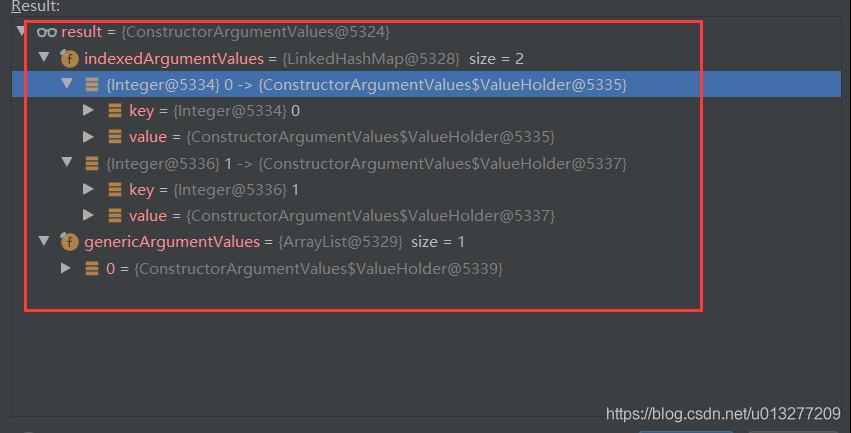 Result:
result = {ConstructorArgumentValues@5324}
indexedArgumentValues = {LinkedHashMap@5328} size = 2
{Integer@5334} 0 -> {ConstructorArgumentValues$ValueHolder@5335}
key = {Integer@5334} 0
value = {ConstructorArgumentValues$ValueHolder@5335}
{Integer@5336} 1 -> {ConstructorArgumentValues$ValueHolder@5337}
key = {Integer@5336} 1
value = {ConstructorArgumentValues$ValueHolder@5337}
genericArgumentValues = {ArrayList@5329} size = 1
0 = {ConstructorArgumentValues$ValueHolder@5339}
https://blog.csdn.net/u013277209